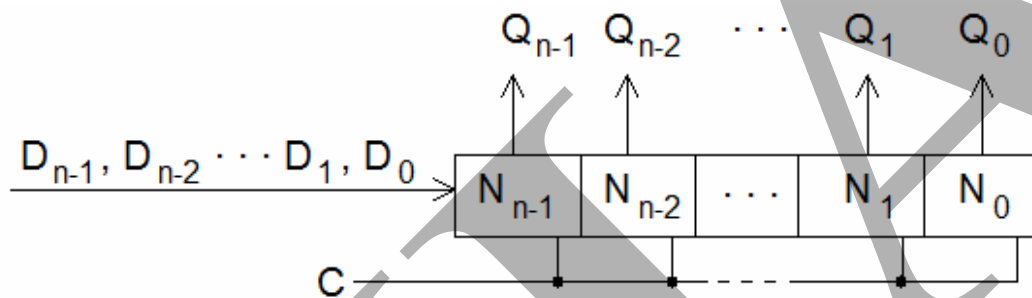 Q_{n-1} Q_{n-2} · · · Q_1 Q_0
D_{n-1}, D_{n-2} · · · D_1, D_0
N_{n-1} N_{n-2} · · · N_1 N_0
C